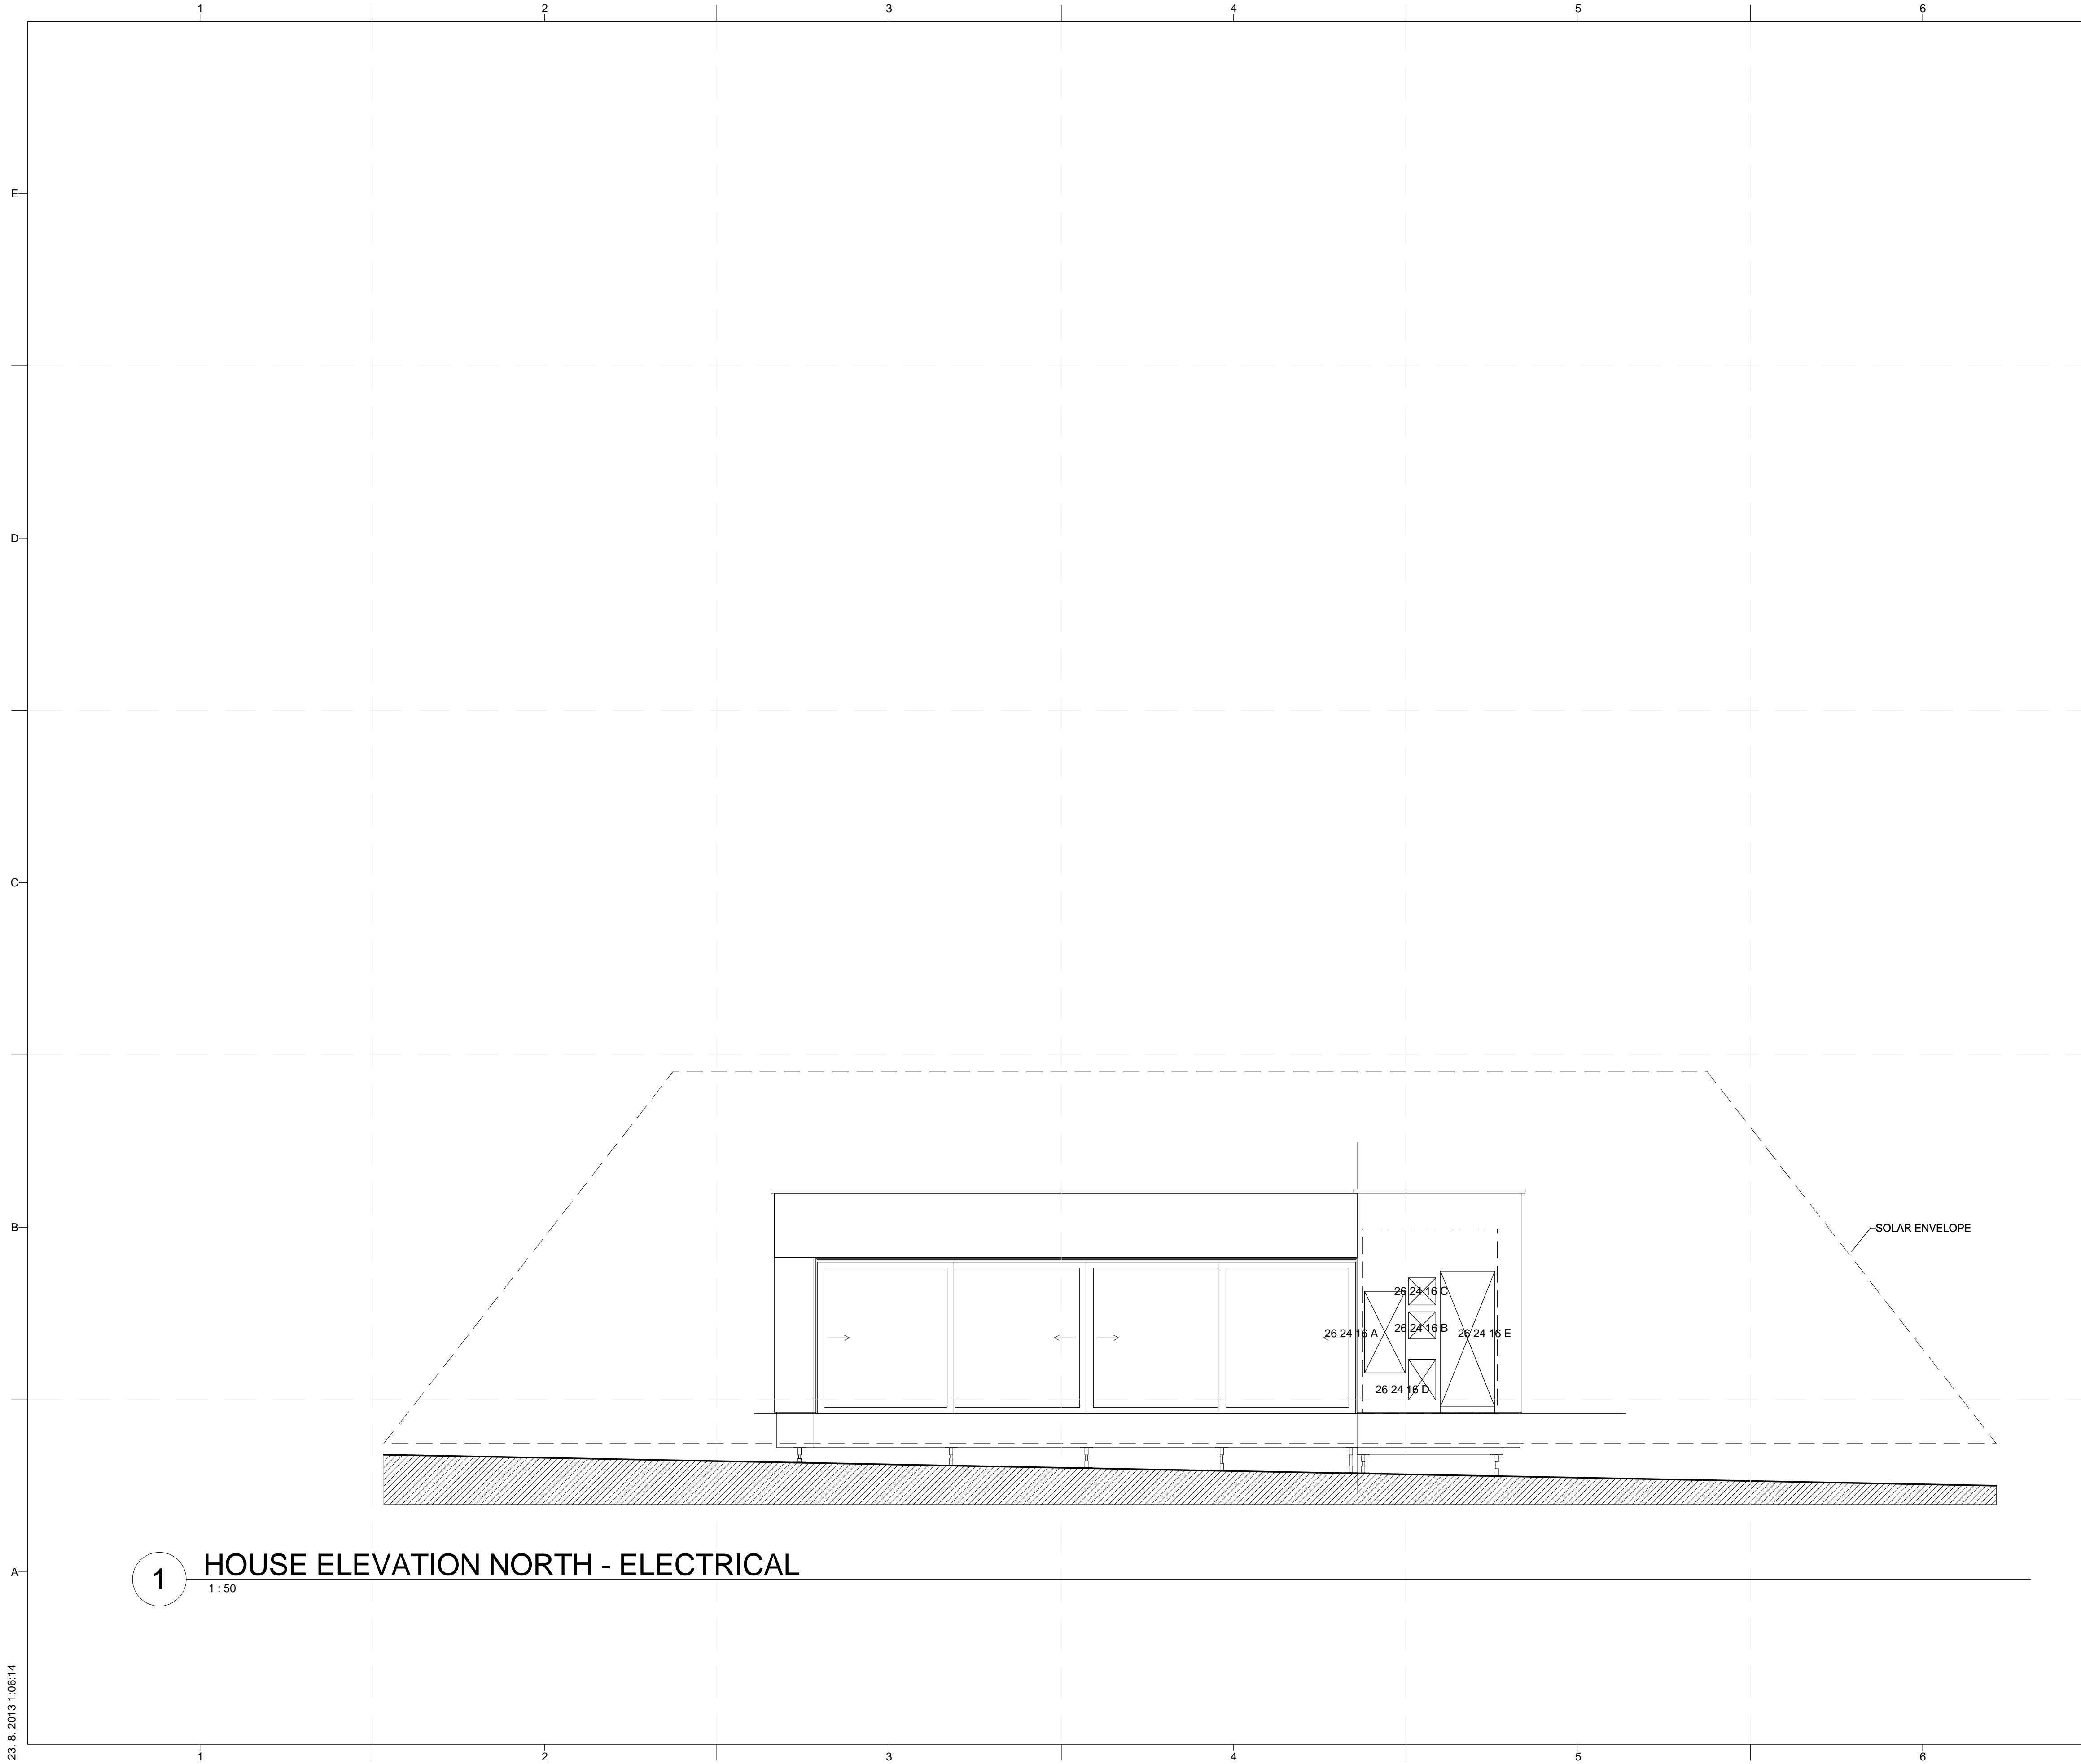 1 2 3 4 5 6
E
D
C
B
SOLAR ENVELOPE
26 24 16 C
26 24 16 B
26 24 16 A
26 24 16 E
26 24 16 D
A
1 HOUSE ELEVATION NORTH - ELECTRICAL
1 : 50
23. 8. 2013 1:06:14
1 2 3 4 5 6